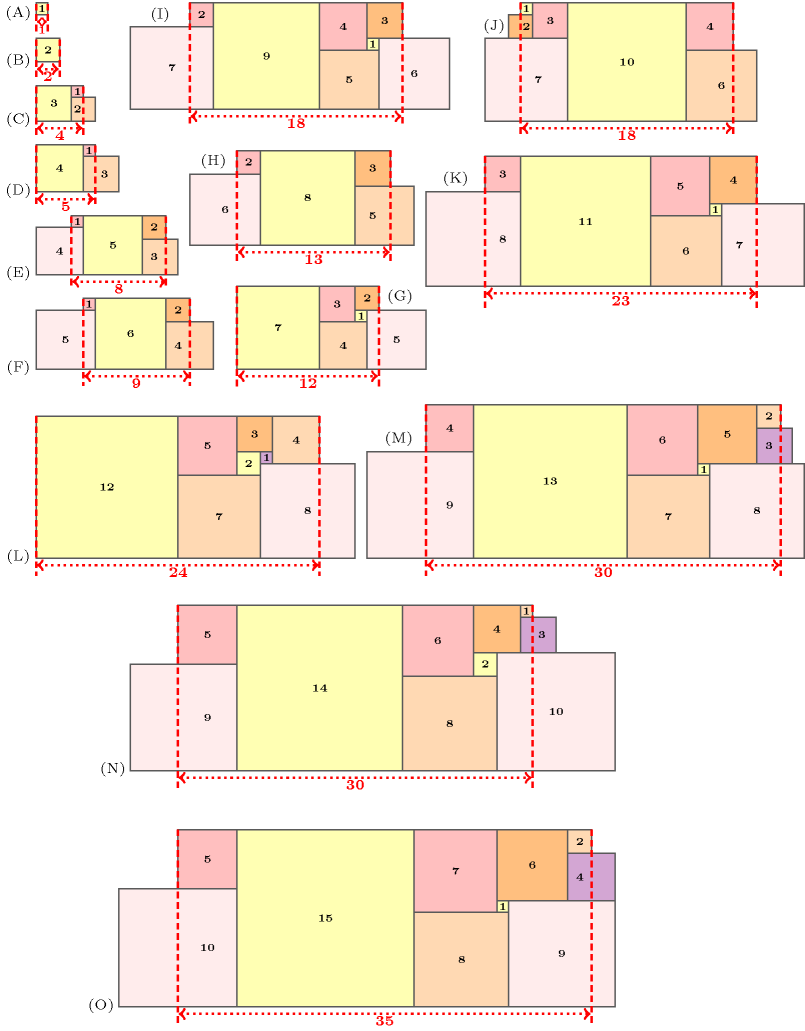 (A) 1
1
(B) 2
2
(C) 3 1 2
4
(D) 4 1 3
5
(E) 4 1 5 2 3
8
(F) 5 1 6 2 4
9
(I) 7 2 9 4 3 1 5 6
18
(J) 1 2 3 7 10 4 6
18
(H) 2 6 8 3 5
13
(K) 3 8 11 5 4 1 6 7
23
(G) 7 3 2 1 4 5
12
(L) 12 5 3 4 2 1 7 8
24
(M) 4 9 13 6 5 2 3 1 7 8
30
(N) 5 9 14 6 4 1 3 2 8 10
30
(O) 5 10 15 7 6 2 4 1 8 9
35